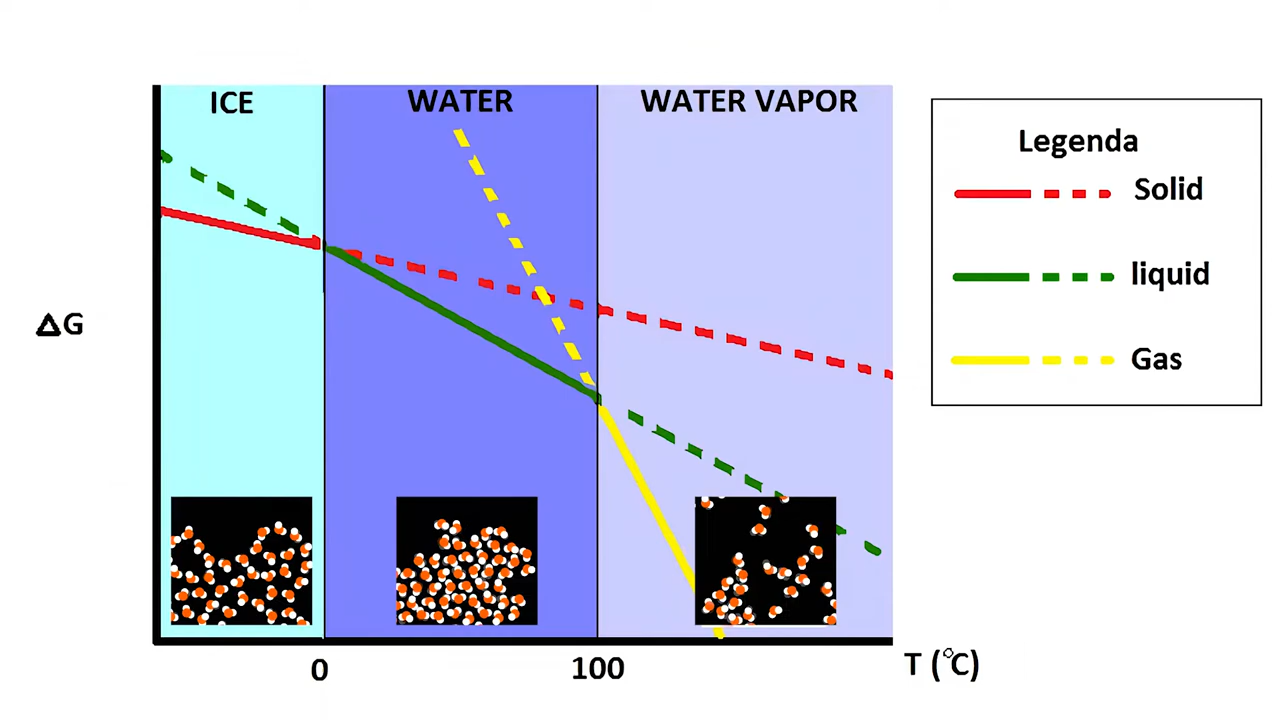 ICE
WATER
WATER VAPOR
Legenda
Solid
liquid
Gas
ΔG
0
100
T (°C)